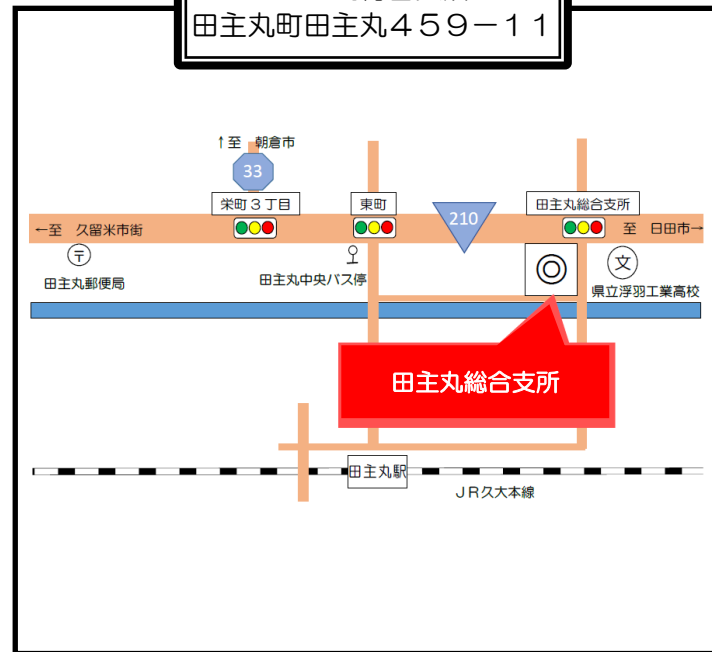 田主丸町田主丸４５９－１１
↑至 朝倉市
33
栄町３丁目
東町
210
田主丸総合支所
←至 久留米市街
至 日田市→
〒
田主丸郵便局
田主丸中央バス停
◎
文
県立浮羽工業高校
田主丸総合支所
田主丸駅
ＪＲ久大本線